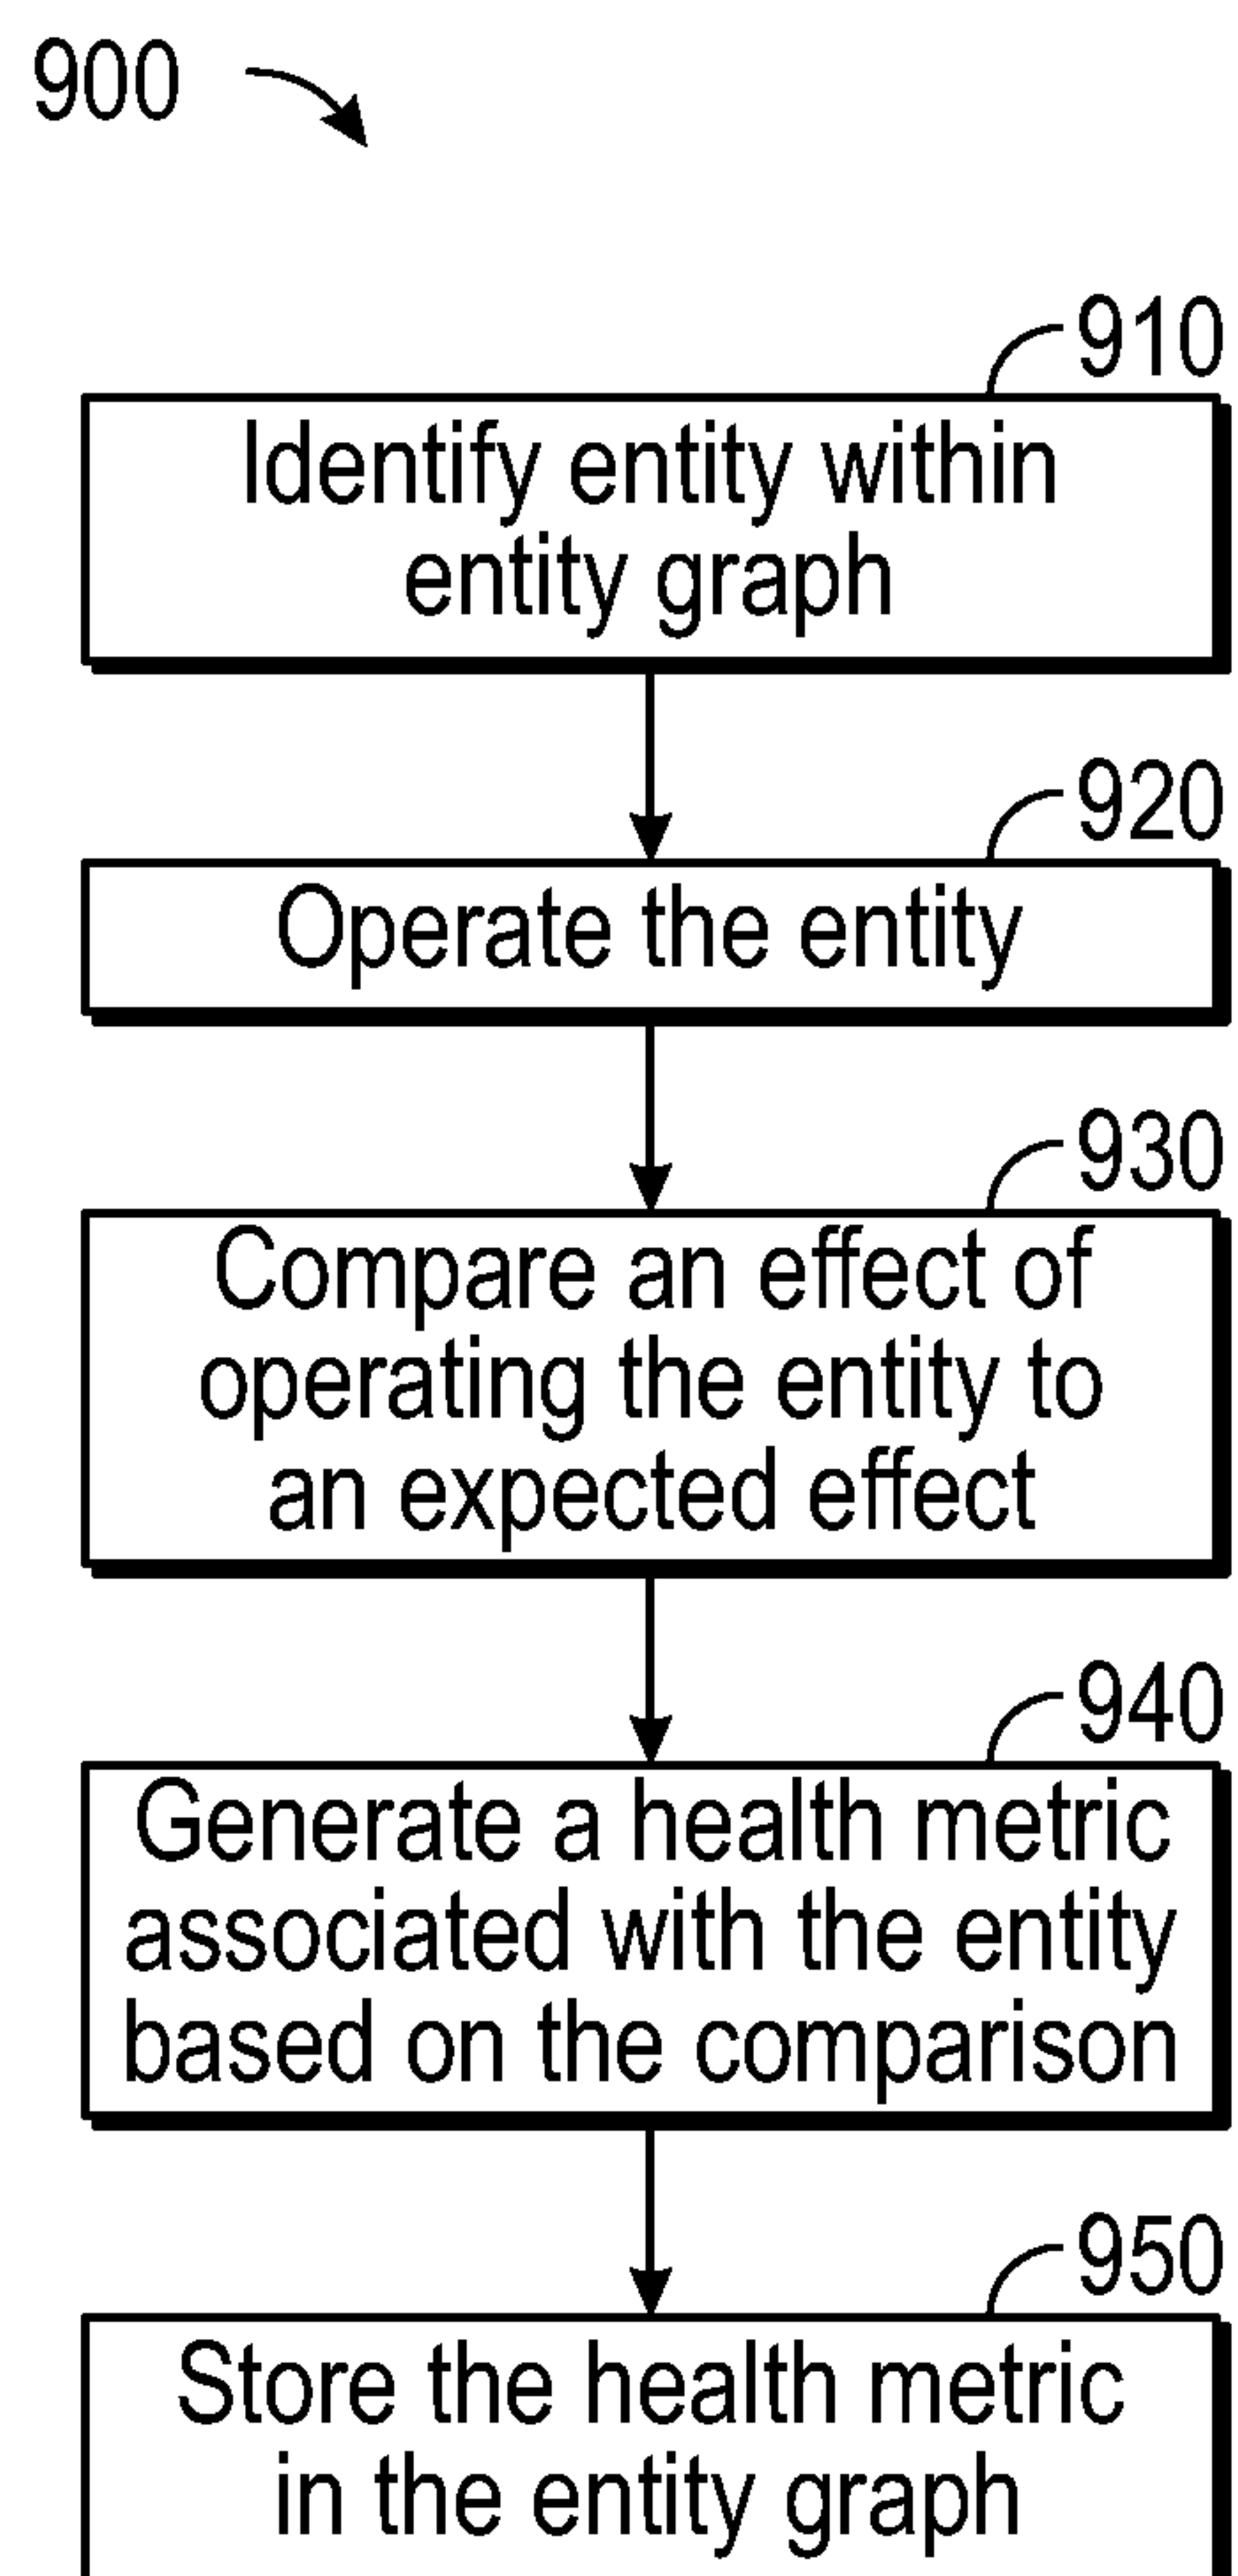 900
910
Identify entity within
entity graph
920
Operate the entity
930
Compare an effect of
operating the entity to
an expected effect
940
Generate a health metric
associated with the entity
based on the comparison
950
Store the health metric
in the entity graph